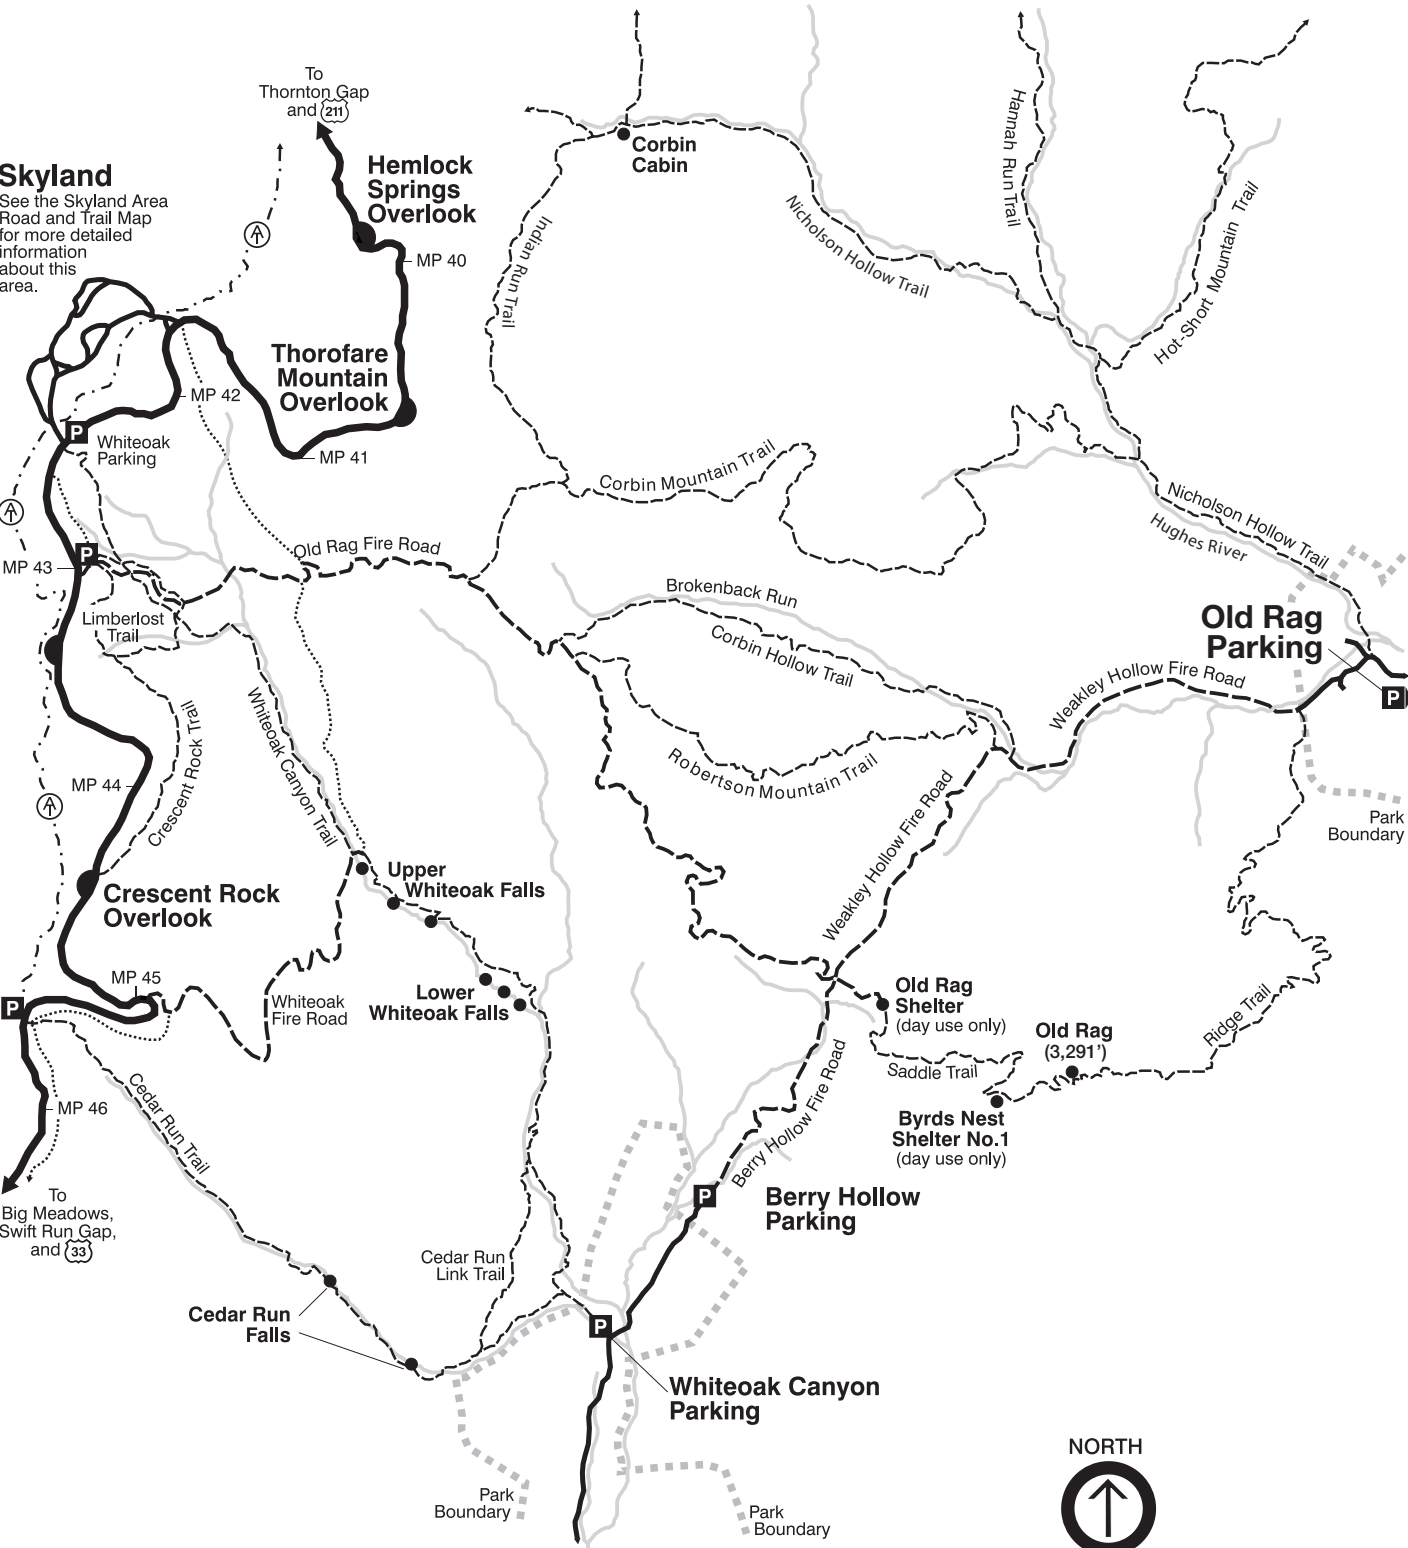 To
Thornton Gap
and 211
Skyland
See the Skyland Area
Road and Trail Map
for more detailed
information
about this
area.
Hemlock
Springs
Overlook
MP 40
Corbin
Cabin
Indian Run Trail
Nicholson Hollow Trail
Hannah Run Trail
Hot-Short Mountain Trail
Thorofare
Mountain
Overlook
MP 42
MP 41
P
Whiteoak
Parking
Corbin Mountain Trail
Nicholson Hollow Trail
Hughes River
Old Rag Fire Road
P
MP 43
Limberlost
Trail
Brokenback Run
Corbin Hollow Trail
Old Rag
Parking
P
Weakley Hollow Fire Road
Robertson Mountain Trail
Whiteoak Canyon Trail
Crescent Rock Trail
MP 44
Park
Boundary
Weakley Hollow Fire Road
Upper
Whiteoak Falls
Crescent Rock
Overlook
MP 45
P
Whiteoak
Fire Road
Lower
Whiteoak Falls
Old Rag
Shelter
(day use only)
Old Rag
(3,291')
Ridge Trail
Saddle Trail
Byrds Nest
Shelter No.1
(day use only)
MP 46
Cedar Run Trail
Berry Hollow Fire Road
P
Berry Hollow
Parking
To
Big Meadows,
Swift Run Gap,
and 33
Cedar Run
Link Trail
Cedar Run
Falls
P
Whiteoak Canyon
Parking
Park
Boundary
Park
Boundary
NORTH